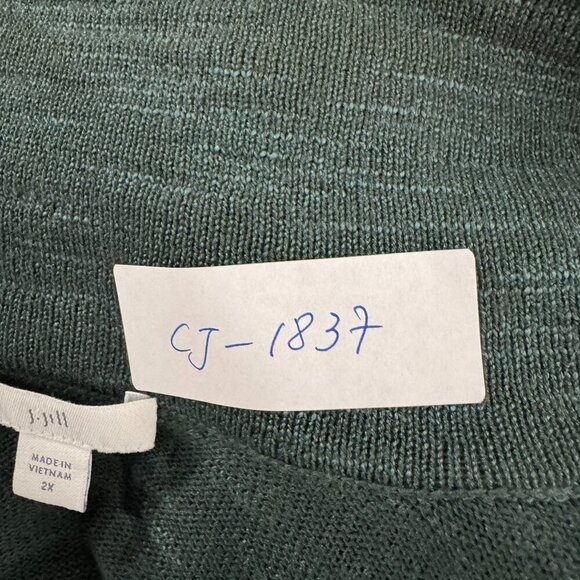 CJ-1837
J.Jill
MADE IN
VIETNAM
2X